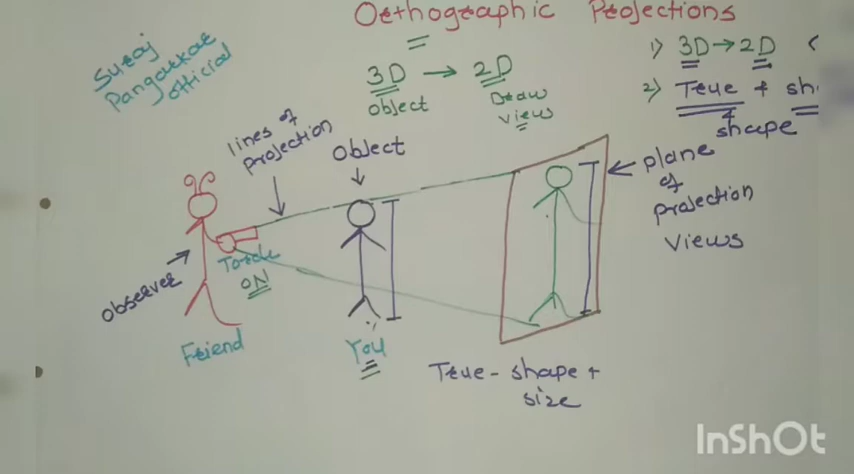 Orthographic Projections
Suraj
Pangarkar
official
3D → 2D
object
Draw
views
1) 3D → 2D
2) True + sh
shape
lines of
projection
object
plane
of
projection
views
observer
Torch
ON
Friend
You
True - shape +
size
InShOt